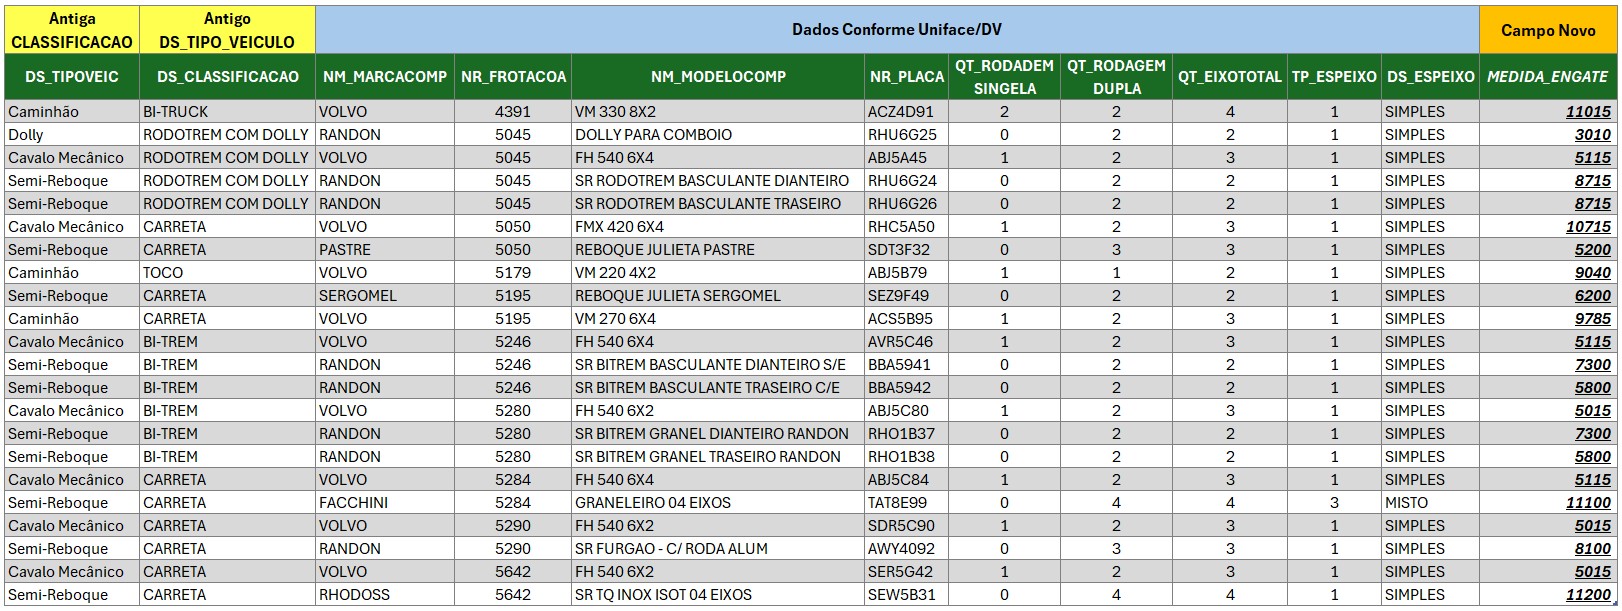 Antiga CLASSIFICACAO | Antigo DS_TIPO_VEICULO | Dados Conforme Uniface/DV | Campo Novo
DS_TIPOVEIC | DS_CLASSIFICACAO | NM_MARCACOMP | NR_FROTACOA | NM_MODELOCOMP | NR_PLACA | QT_RODADEM SINGELA | QT_RODAGEM DUPLA | QT_EIXOTOTAL | TP_ESPEIXO | DS_ESPEIXO | MEDIDA_ENGATE
Caminhão | BI-TRUCK | VOLVO | 4391 | VM 330 8X2 | ACZ4D91 | 2 | 2 | 4 | 1 | SIMPLES | 11015
Dolly | RODOTREM COM DOLLY | RANDON | 5045 | DOLLY PARA COMBOIO | RHU6G25 | 0 | 2 | 2 | 1 | SIMPLES | 3010
Cavalo Mecânico | RODOTREM COM DOLLY | VOLVO | 5045 | FH 540 6X4 | ABJ5A45 | 1 | 2 | 3 | 1 | SIMPLES | 5115
Semi-Reboque | RODOTREM COM DOLLY | RANDON | 5045 | SR RODOTREM BASCULANTE DIANTEIRO | RHU6G24 | 0 | 2 | 2 | 1 | SIMPLES | 8715
Semi-Reboque | RODOTREM COM DOLLY | RANDON | 5045 | SR RODOTREM BASCULANTE TRASEIRO | RHU6G26 | 0 | 2 | 2 | 1 | SIMPLES | 8715
Cavalo Mecânico | CARRETA | VOLVO | 5050 | FMX 420 6X4 | RHC5A50 | 1 | 2 | 3 | 1 | SIMPLES | 10715
Semi-Reboque | CARRETA | PASTRE | 5050 | REBOQUE JULIETA PASTRE | SDT3F32 | 0 | 3 | 3 | 1 | SIMPLES | 5200
Caminhão | TOCO | VOLVO | 5179 | VM 220 4X2 | ABJ5B79 | 1 | 1 | 2 | 1 | SIMPLES | 9040
Semi-Reboque | CARRETA | SERGOMEL | 5195 | REBOQUE JULIETA SERGOMEL | SEZ9F49 | 0 | 2 | 2 | 1 | SIMPLES | 6200
Caminhão | CARRETA | VOLVO | 5195 | VM 270 6X4 | ACS5B95 | 1 | 2 | 3 | 1 | SIMPLES | 9785
Cavalo Mecânico | BI-TREM | VOLVO | 5246 | FH 540 6X4 | AVR5C46 | 1 | 2 | 3 | 1 | SIMPLES | 5115
Semi-Reboque | BI-TREM | RANDON | 5246 | SR BITREM BASCULANTE DIANTEIRO S/E | BBA5941 | 0 | 2 | 2 | 1 | SIMPLES | 7300
Semi-Reboque | BI-TREM | RANDON | 5246 | SR BITREM BASCULANTE TRASEIRO C/E | BBA5942 | 0 | 2 | 2 | 1 | SIMPLES | 5800
Cavalo Mecânico | BI-TREM | VOLVO | 5280 | FH 540 6X2 | ABJ5C80 | 1 | 2 | 3 | 1 | SIMPLES | 5015
Semi-Reboque | BI-TREM | RANDON | 5280 | SR BITREM GRANEL DIANTEIRO RANDON | RHO1B37 | 0 | 2 | 2 | 1 | SIMPLES | 7300
Semi-Reboque | BI-TREM | RANDON | 5280 | SR BITREM GRANEL TRASEIRO RANDON | RHO1B38 | 0 | 2 | 2 | 1 | SIMPLES | 5800
Cavalo Mecânico | CARRETA | VOLVO | 5284 | FH 540 6X4 | ABJ5C84 | 1 | 2 | 3 | 1 | SIMPLES | 5115
Semi-Reboque | CARRETA | FACCHINI | 5284 | GRANELEIRO 04 EIXOS | TAT8E99 | 0 | 4 | 4 | 3 | MISTO | 11100
Cavalo Mecânico | CARRETA | VOLVO | 5290 | FH 540 6X2 | SDR5C90 | 1 | 2 | 3 | 1 | SIMPLES | 5015
Semi-Reboque | CARRETA | RANDON | 5290 | SR FURGAO - C/ RODA ALUM | AWY4092 | 0 | 3 | 3 | 1 | SIMPLES | 8100
Cavalo Mecânico | CARRETA | VOLVO | 5642 | FH 540 6X2 | SER5G42 | 1 | 2 | 3 | 1 | SIMPLES | 5015
Semi-Reboque | CARRETA | RHODOSS | 5642 | SR TQ INOX ISOT 04 EIXOS | SEW5B31 | 0 | 4 | 4 | 1 | SIMPLES | 11200